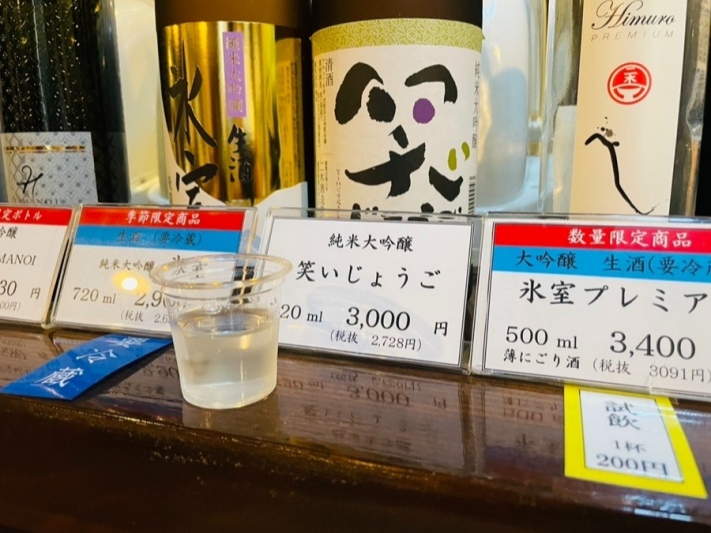 純米大吟醸
生酒
氷室
清酒
純米大吟醸
Himuro
PREMIUM
H
定ボトル
吟醸
MANOI
30 円
季節限定商品
生酒 (要冷蔵)
純米大吟醸 氷室
720 ml
純米大吟醸
笑いじょうご
20 ml 3,000 円
(税抜 2,728円)
数量限定商品
大吟醸 生酒(要冷
氷室プレミア
500 ml 3,400
薄にごり酒 (税抜 3091円)
冷蔵
試飲
1杯
200円